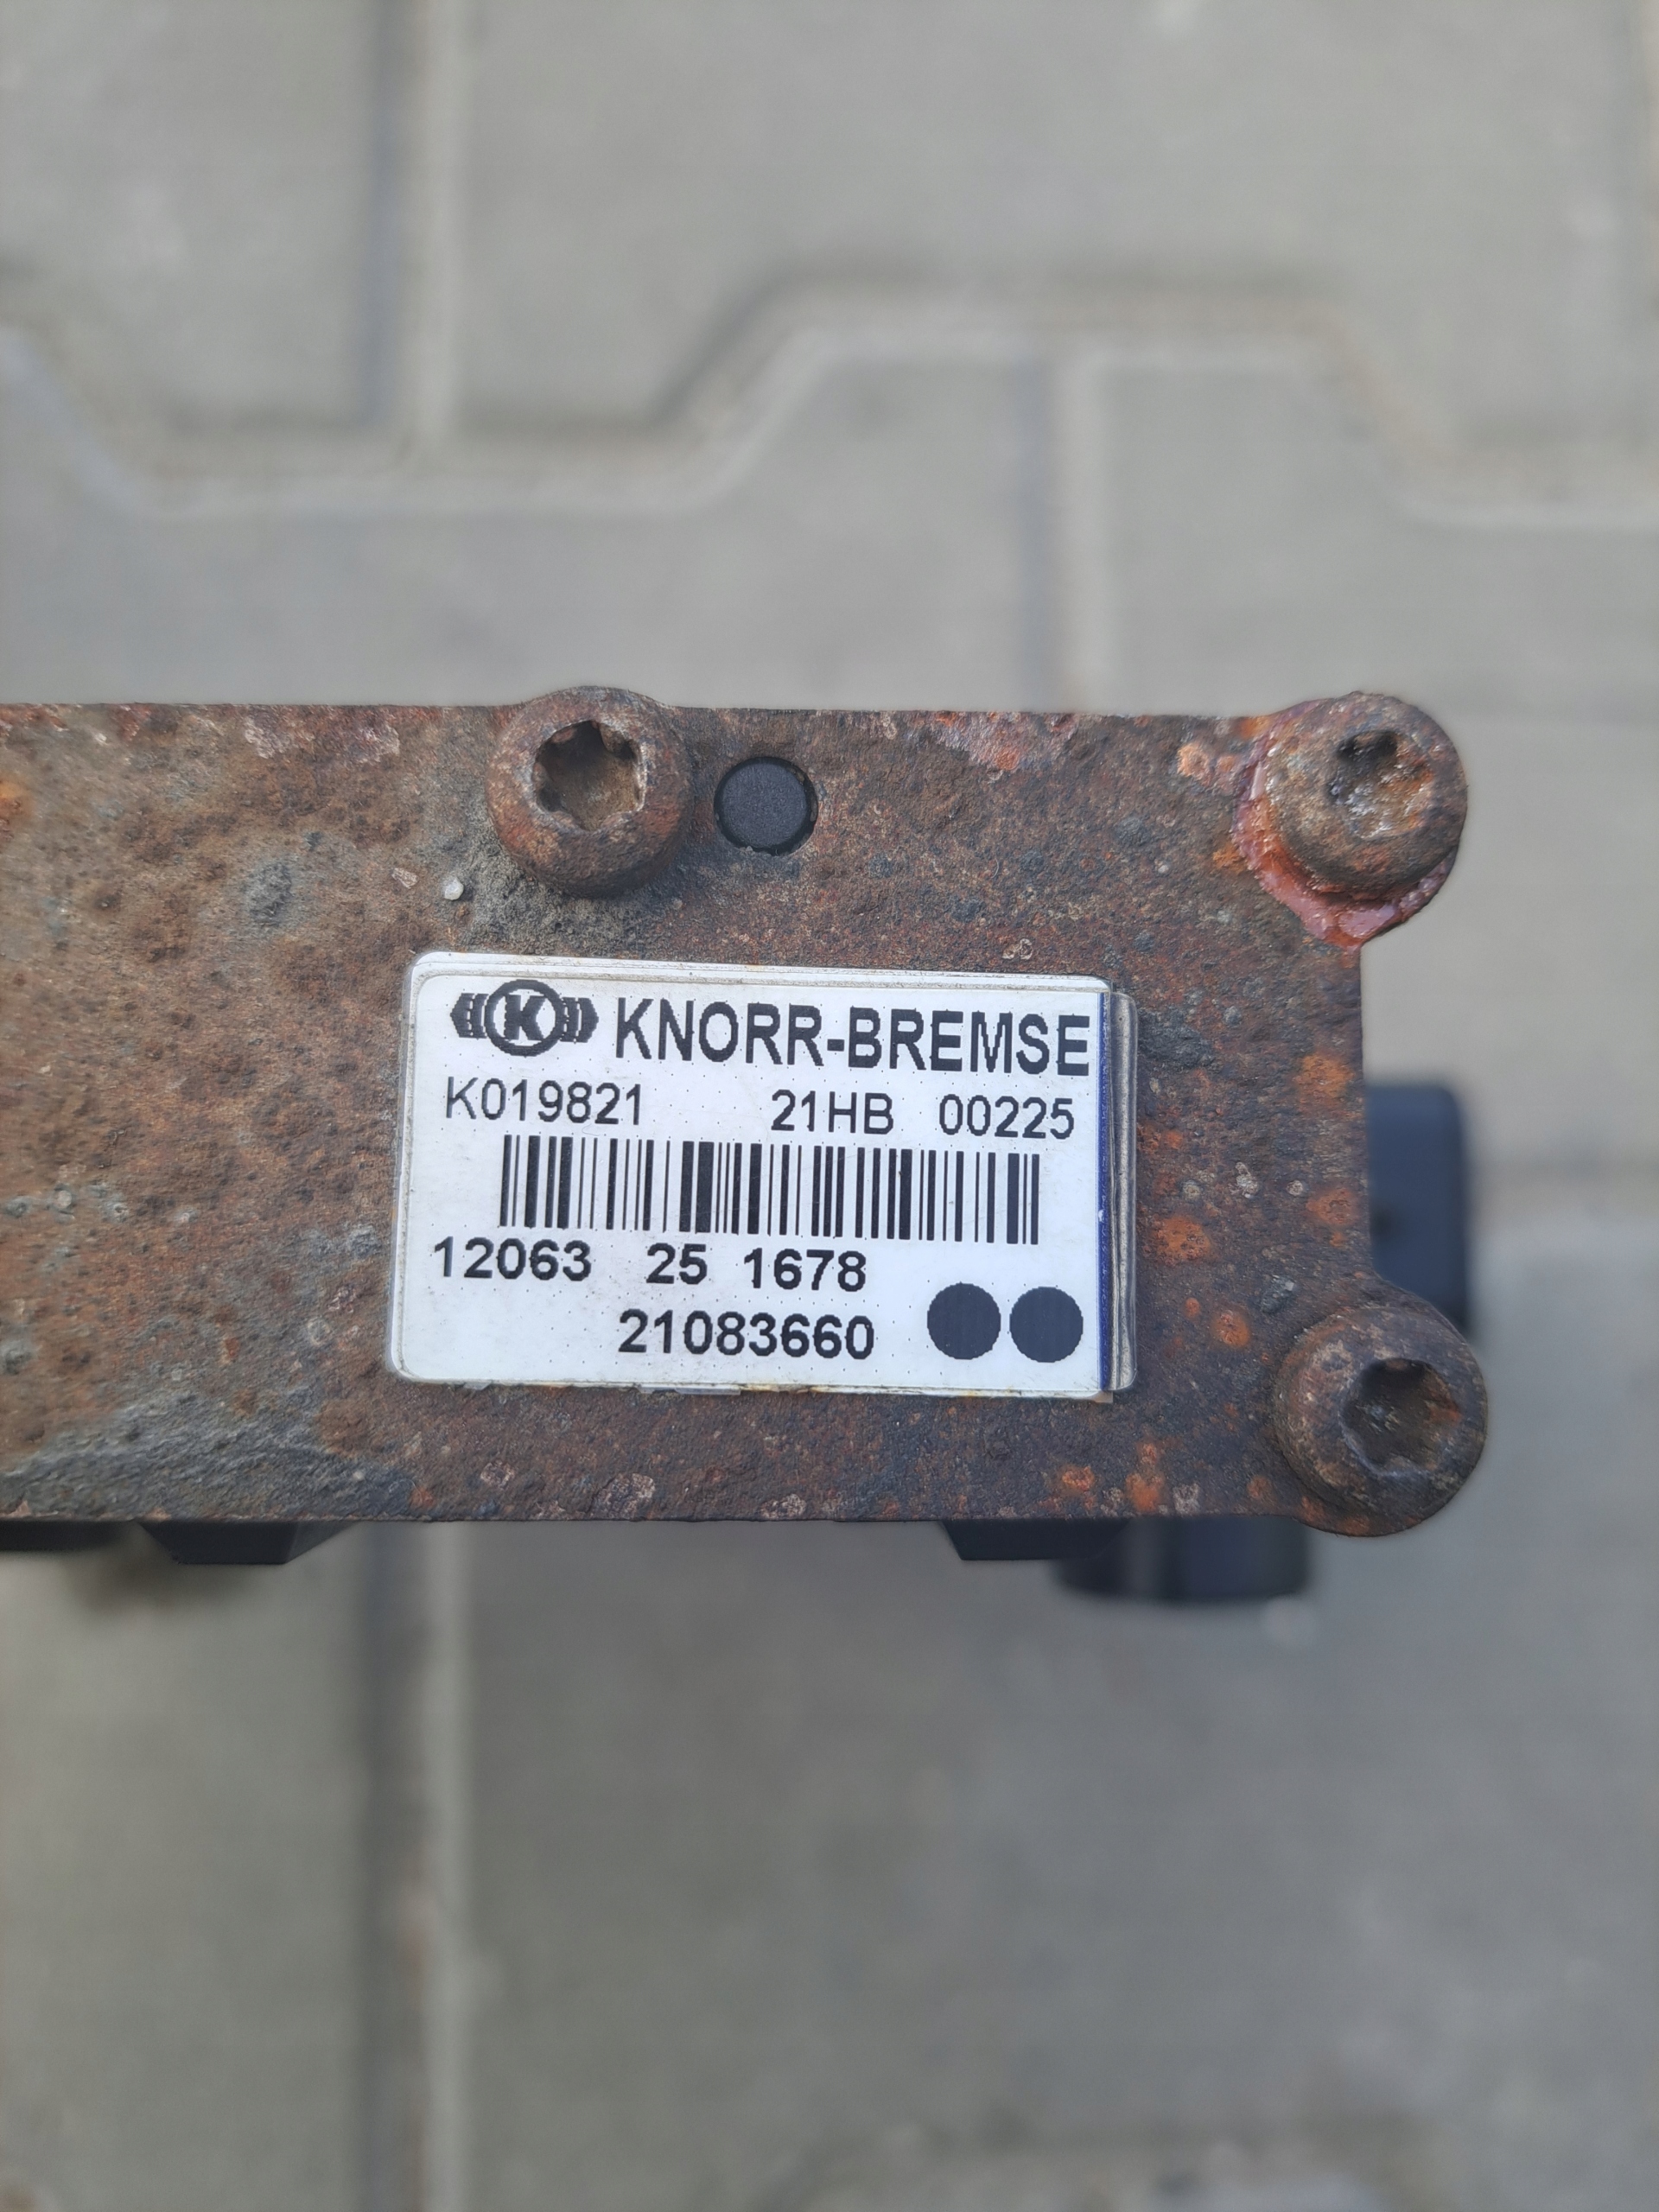 K KNORR-BREMSE
K019821 21HB 00225
12063 25 1678
21083660